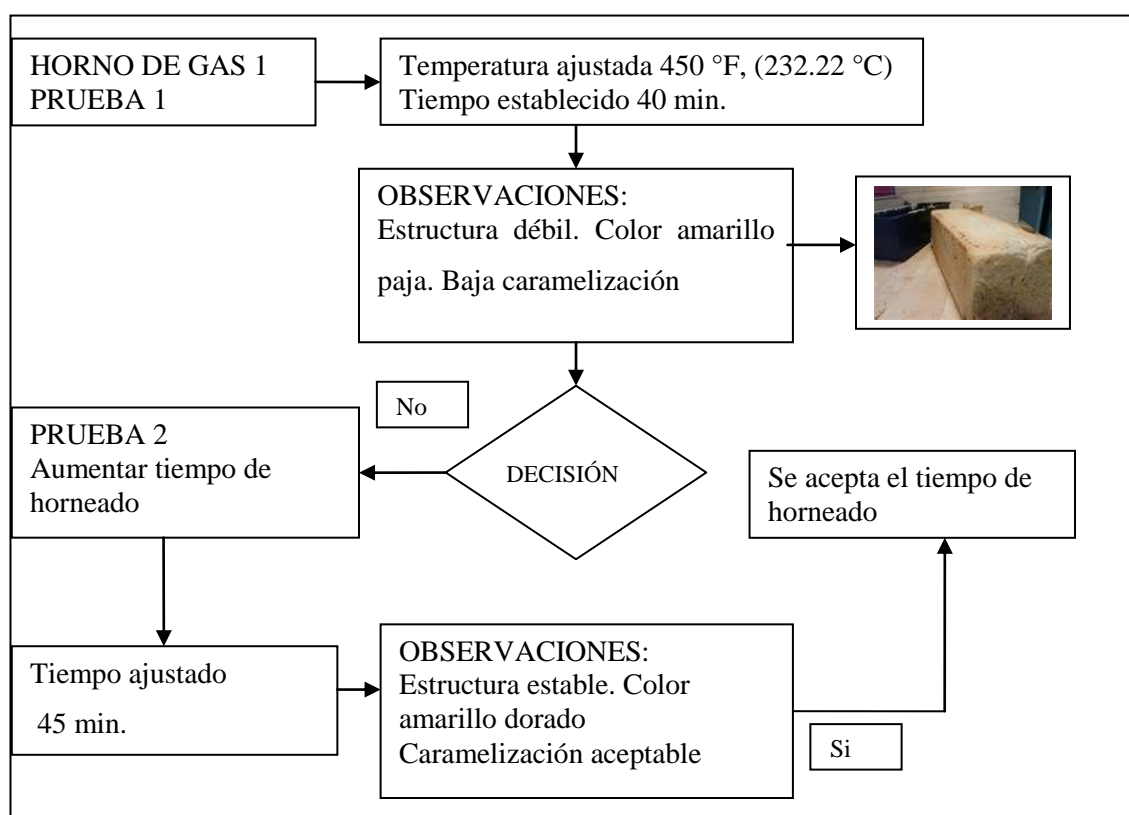 HORNO DE GAS 1
PRUEBA 1
Temperatura ajustada 450 °F, (232.22 °C)
Tiempo establecido 40 min.
OBSERVACIONES:
Estructura débil. Color amarillo
paja. Baja caramelización
No
DECISIÓN
PRUEBA 2
Aumentar tiempo de
horneado
Se acepta el tiempo de
horneado
Tiempo ajustado
45 min.
OBSERVACIONES:
Estructura estable. Color
amarillo dorado
Caramelización aceptable
Si